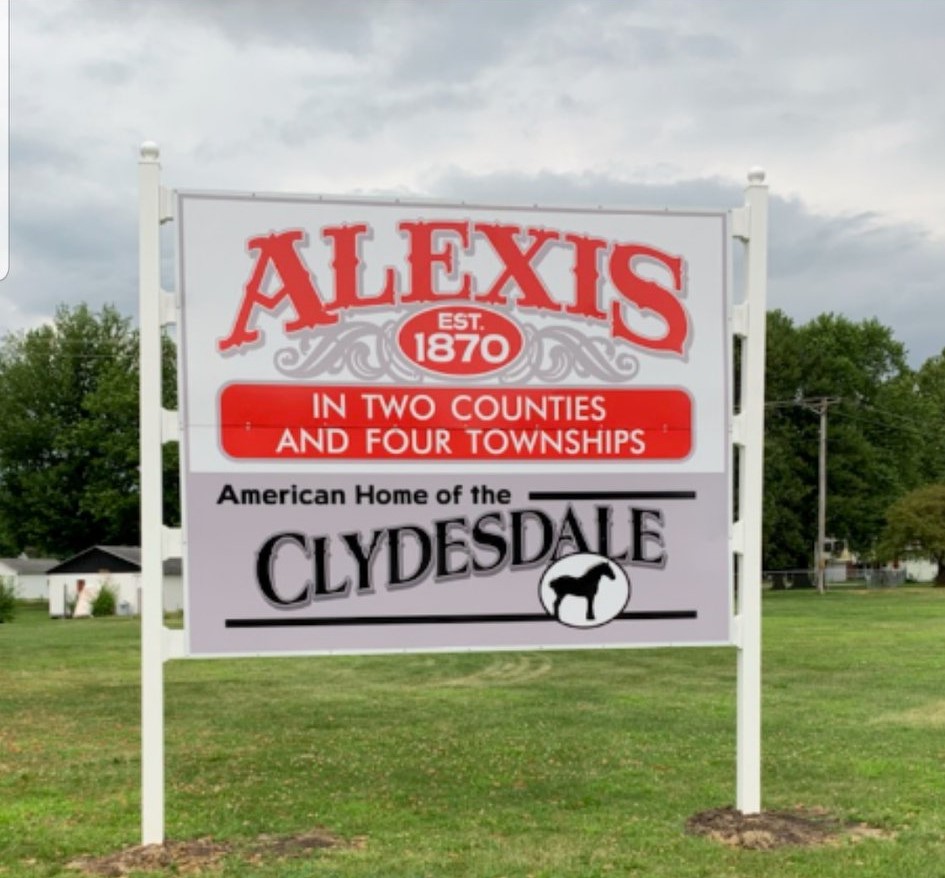 ALEXIS
EST.
1870
IN TWO COUNTIES
AND FOUR TOWNSHIPS
American Home of the
CLYDESDALE